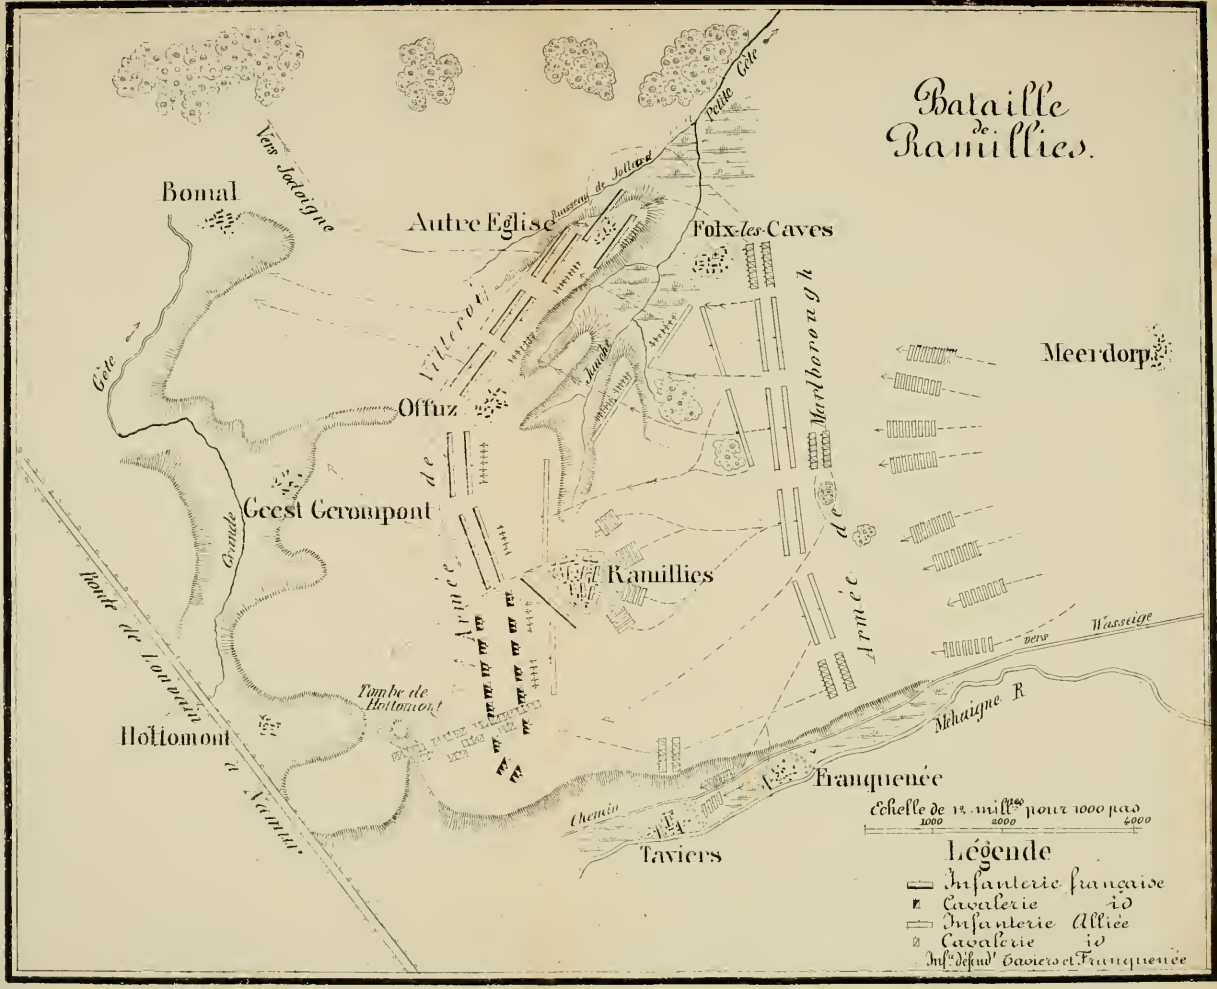 Bataille
de
Ramillies.
Petite Gète
Vers Jodoigne
Bomal
Ruisseau de Jollard
Autre Eglise
Folx-les-Caves
Gète
Meerdorp
Jauche
Offuz
Armée de Villeroi
Armée de Marlborough
Geest Gerompont
Grande
Ramillies
Route de Louvain à Namur.
vers Wasseige
Tombe de
Hottomont
Hottomont
Mehaigne R
Franquenée
Chemin
Taviers
Echelle de 12 mill.res pour 1000 pas
1000 2000 4000
Légende
Infanterie française
Cavalerie id
Infanterie Alliée
Cavalerie id
Inf.ie défend.t Taviers et Franquenée